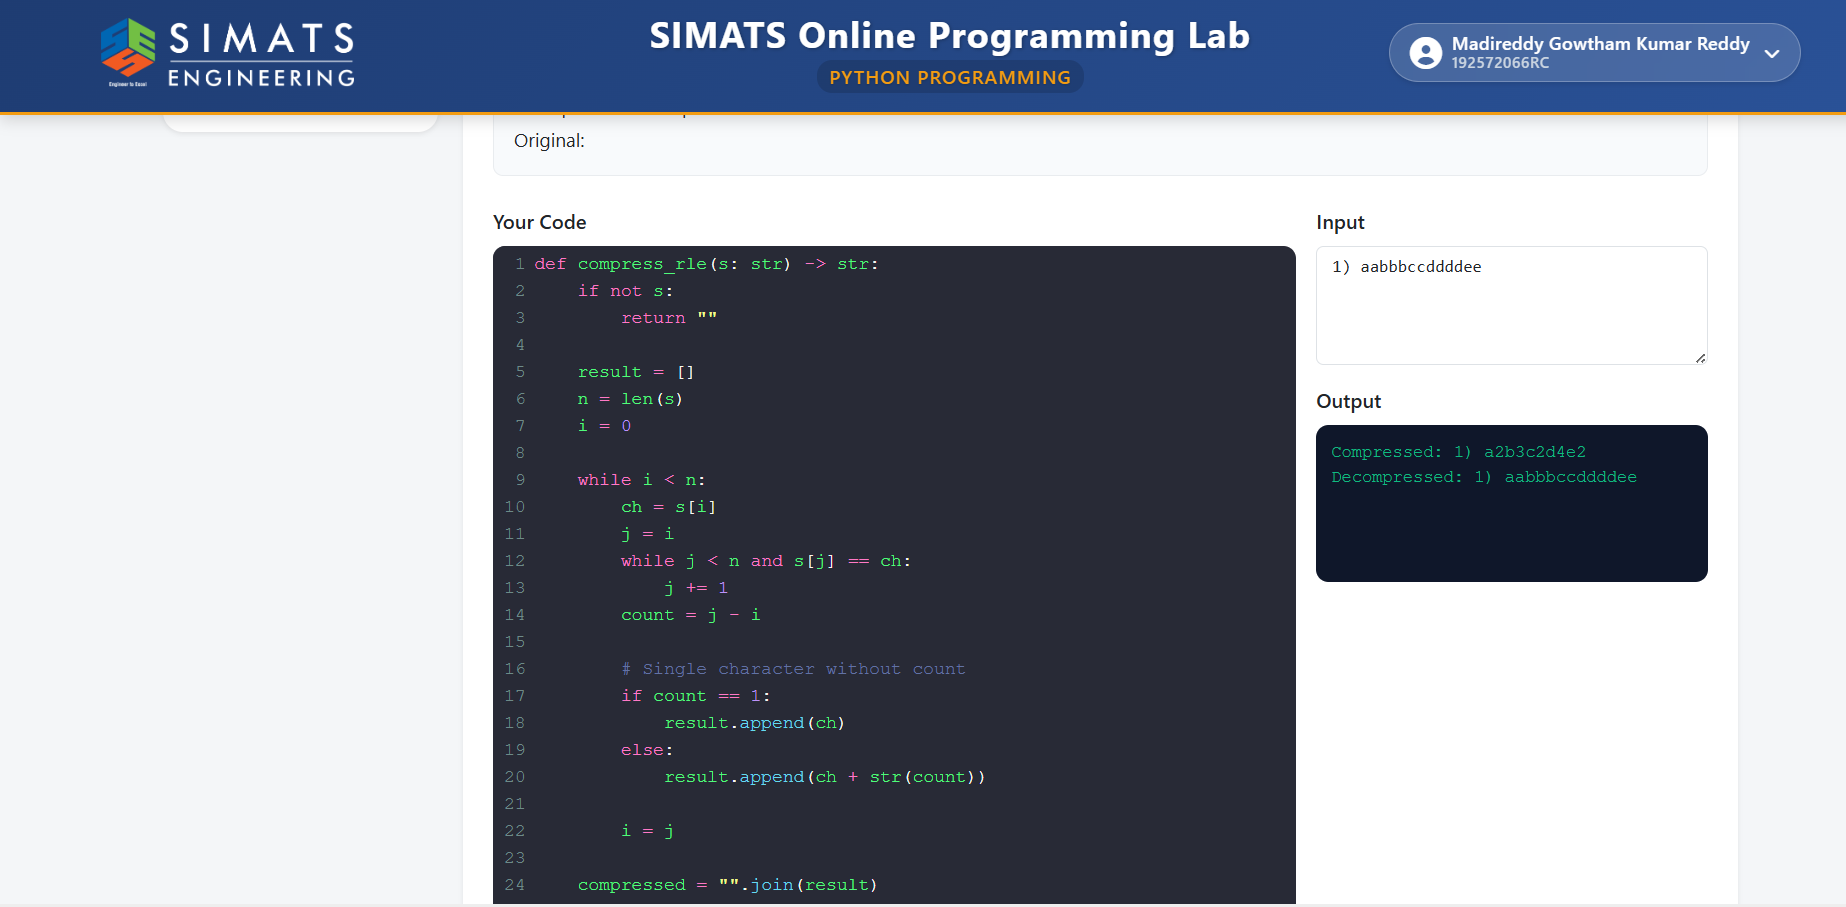 SIMATS
ENGINEERING
Engineer to Excel
SIMATS Online Programming Lab
PYTHON PROGRAMMING
Madireddy Gowtham Kumar Reddy
192572066RC
Original:
Your Code
1 def compress_rle(s: str) -> str:
2     if not s:
3         return ""
4
5     result = []
6     n = len(s)
7     i = 0
8
9     while i < n:
10         ch = s[i]
11         j = i
12         while j < n and s[j] == ch:
13             j += 1
14         count = j - i
15
16         # Single character without count
17         if count == 1:
18             result.append(ch)
19         else:
20             result.append(ch + str(count))
21
22         i = j
23
24     compressed = "".join(result)
Input
1) aabbbccddddee
Output
Compressed: 1) a2b3c2d4e2
Decompressed: 1) aabbbccddddee